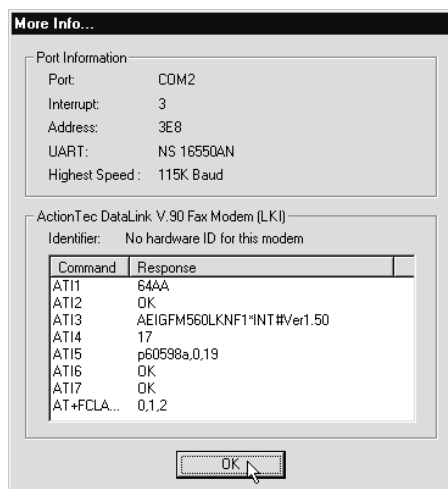 More Info...
Port Information
Port: COM2
Interrupt: 3
Address: 3E8
UART: NS 16550AN
Highest Speed : 115K Baud
ActionTec DataLink V.90 Fax Modem (LKI)
Identifier: No hardware ID for this modem
Command Response
ATI1 64AA
ATI2 OK
ATI3 AEIGFM560LKNF1*INT#Ver1.50
ATI4 17
ATI5 p60598a,0,19
ATI6 OK
ATI7 OK
AT+FCLA... 0,1,2
OK